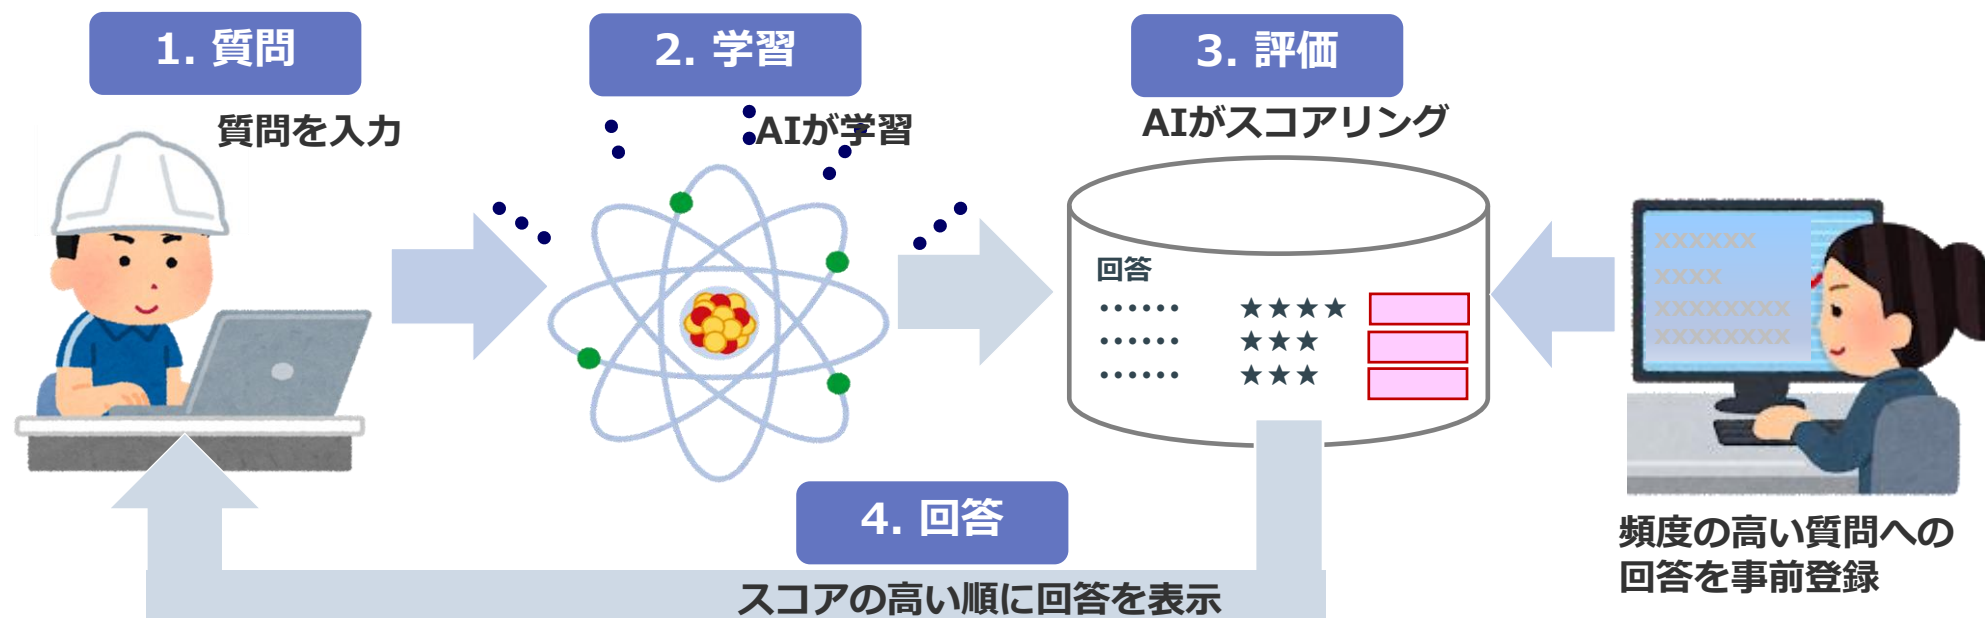 1. 質問
2. 学習
3. 評価
質問を入力
AIが学習
AIがスコアリング
回答
•••••• ★★★★
•••••• ★★★
•••••• ★★★
XXXXXX
XXXX
XXXXXXXX
XXXXXXXX
頻度の高い質問への
回答を事前登録
4. 回答
スコアの高い順に回答を表示